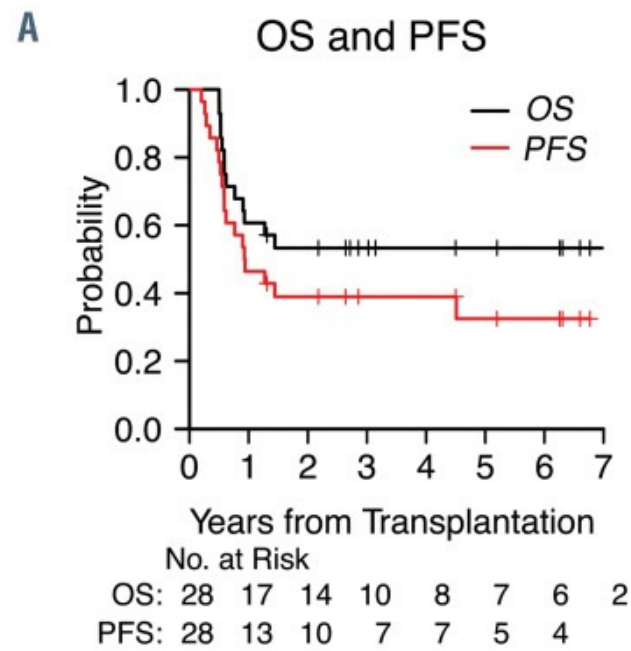 A
OS and PFS
OS
PFS
Probability
1.0
0.8
0.6
0.4
0.2
0.0
0 1 2 3 4 5 6 7
Years from Transplantation
No. at Risk
OS: 28 17 14 10 8 7 6 2
PFS: 28 13 10 7 7 5 4